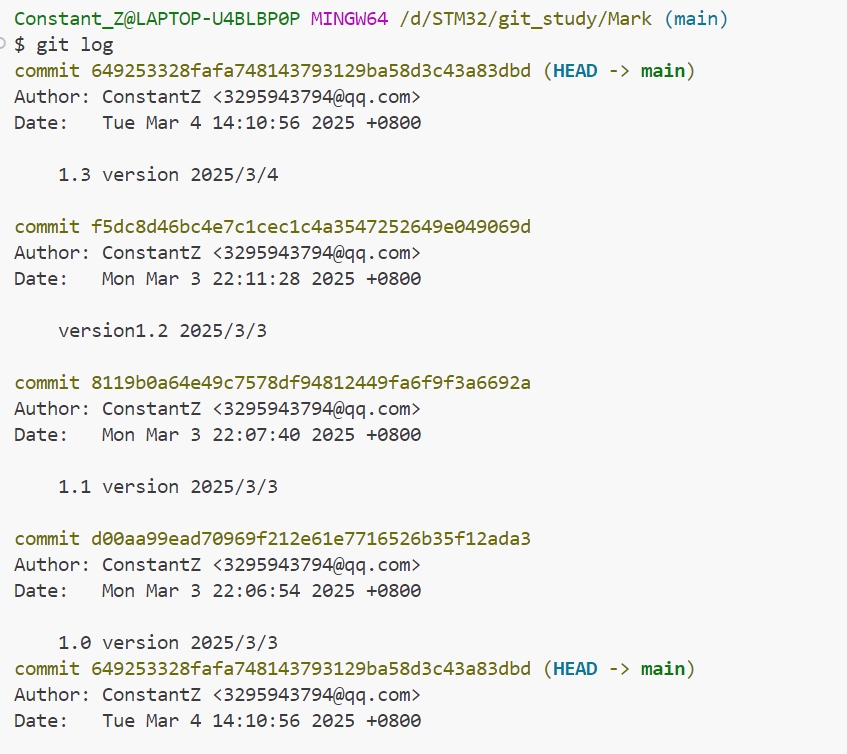 Constant_Z@LAPTOP-U4BLBP0P MINGW64 /d/STM32/git_study/Mark (main)
$ git log
commit 649253328fafa748143793129ba58d3c43a83dbd (HEAD -> main)
Author: ConstantZ <3295943794@qq.com>
Date:   Tue Mar 4 14:10:56 2025 +0800
    1.3 version 2025/3/4
commit f5dc8d46bc4e7c1cec1c4a3547252649e049069d
Author: ConstantZ <3295943794@qq.com>
Date:   Mon Mar 3 22:11:28 2025 +0800
    version1.2 2025/3/3
commit 8119b0a64e49c7578df94812449fa6f9f3a6692a
Author: ConstantZ <3295943794@qq.com>
Date:   Mon Mar 3 22:07:40 2025 +0800
    1.1 version 2025/3/3
commit d00aa99ead70969f212e61e7716526b35f12ada3
Author: ConstantZ <3295943794@qq.com>
Date:   Mon Mar 3 22:06:54 2025 +0800
    1.0 version 2025/3/3
commit 649253328fafa748143793129ba58d3c43a83dbd (HEAD -> main)
Author: ConstantZ <3295943794@qq.com>
Date:   Tue Mar 4 14:10:56 2025 +0800